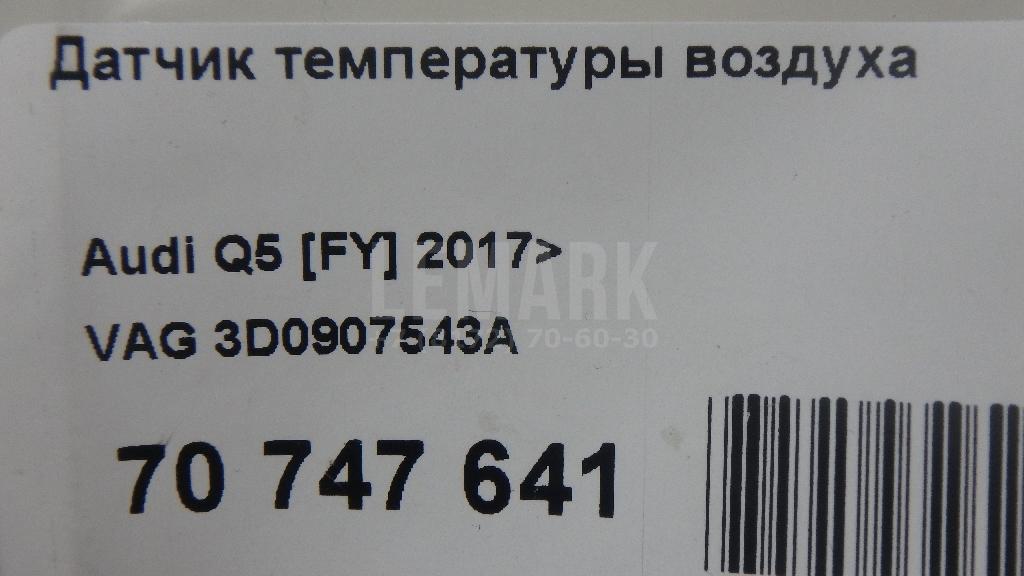 Датчик температуры воздуха
Audi Q5 [FY] 2017>
LEMARK
VAG 3D0907543A
70-60-30
70 747 641